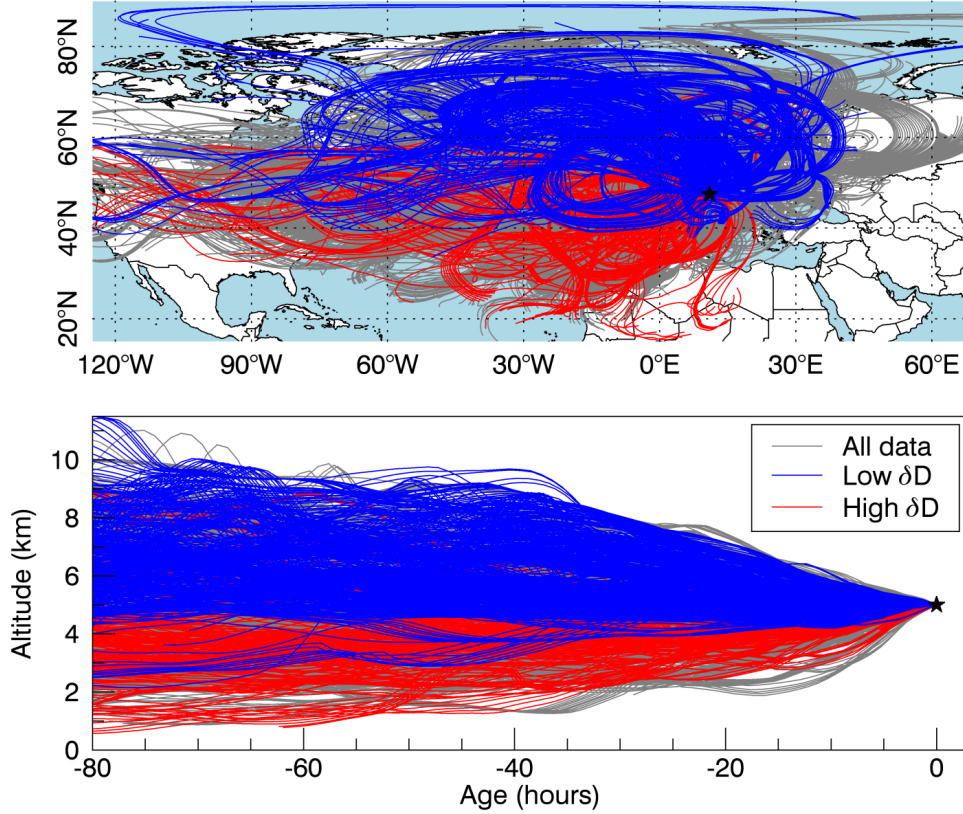 80°N
60°N
40°N
20°N
120°W 90°W 60°W 30°W 0°E 30°E 60°E
All data
Low δD
High δD
10
8
6
4
2
0
Altitude (km)
-80 -60 -40 -20 0
Age (hours)